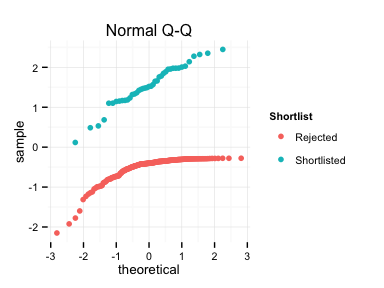 Normal Q-Q
sample
2
1
0
-1
-2
-3 -2 -1 0 1 2 3
theoretical
Shortlist
Rejected
Shortlisted